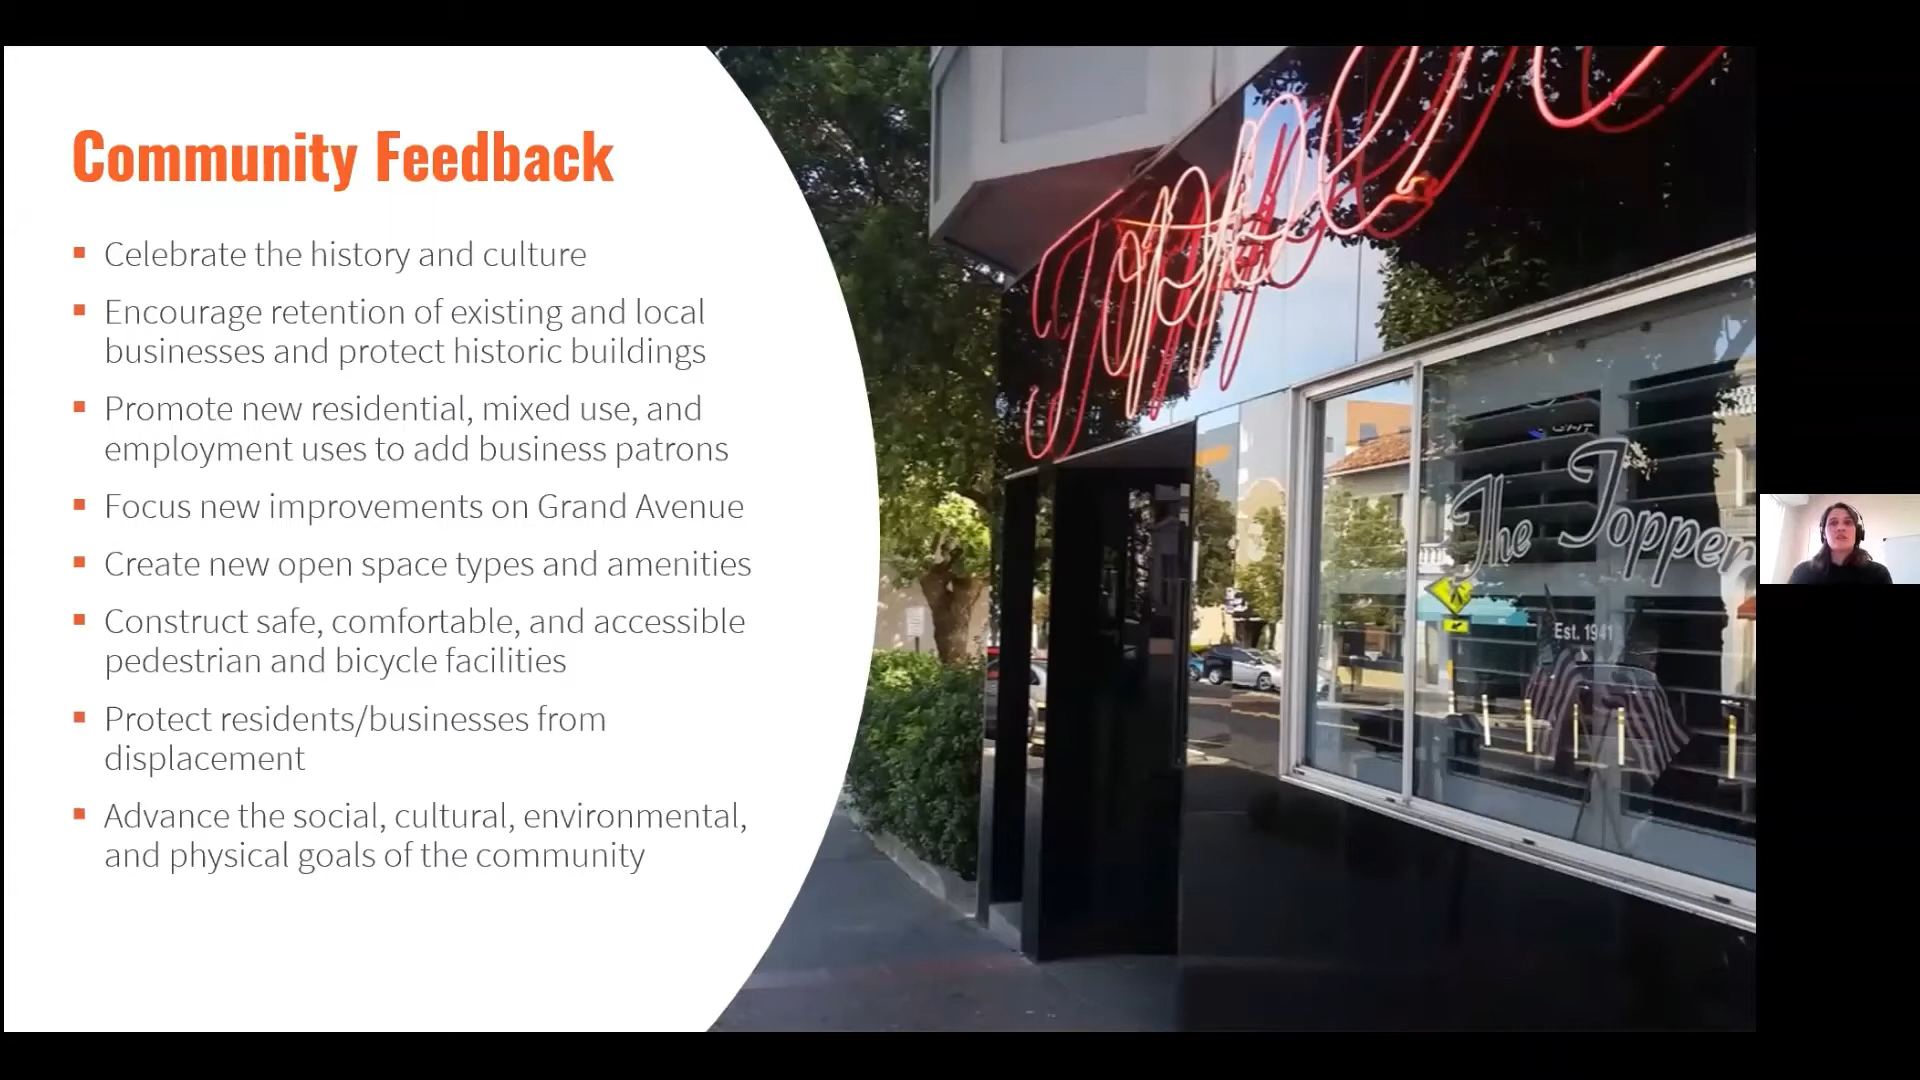 Community Feedback
Celebrate the history and culture
Encourage retention of existing and local
businesses and protect historic buildings
Promote new residential, mixed use, and
employment uses to add business patrons
Focus new improvements on Grand Avenue
Create new open space types and amenities
Construct safe, comfortable, and accessible
pedestrian and bicycle facilities
Protect residents/businesses from
displacement
Advance the social, cultural, environmental,
and physical goals of the community
The Topper
Est. 1941